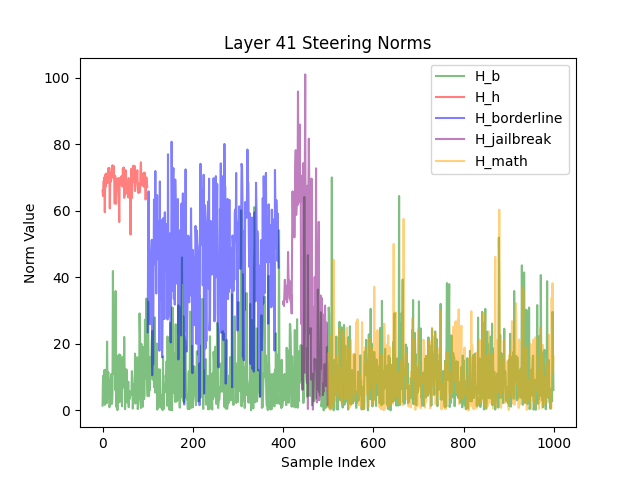 Layer 41 Steering Norms
Norm Value
100
80
60
40
20
0
H_b
H_h
H_borderline
H_jailbreak
H_math
0 200 400 600 800 1000
Sample Index